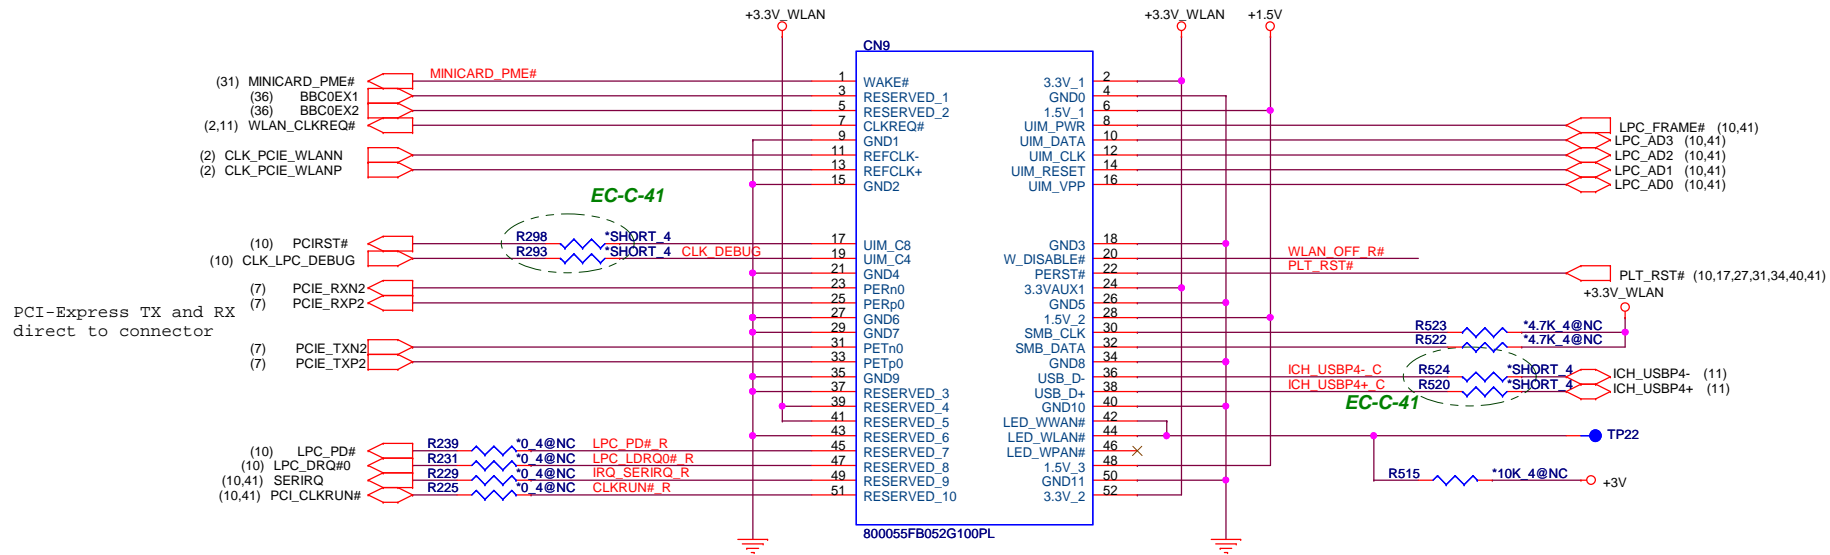 +3.3V_WLAN +3.3V_WLAN +1.5V
CN9
(31) MINICARD_PME# MINICARD_PME# 1 WAKE# 3.3V_1 2
(36) BBC0EX1 3 RESERVED_1 GND0 4
(36) BBC0EX2 5 RESERVED_2 1.5V_1 6
(2,11) WLAN_CLKREQ# 7 CLKREQ# UIM_PWR 8 LPC_FRAME# (10,41)
9 GND1 UIM_DATA 10 LPC_AD3 (10,41)
(2) CLK_PCIE_WLANN 11 REFCLK- UIM_CLK 12 LPC_AD2 (10,41)
(2) CLK_PCIE_WLANP 13 REFCLK+ UIM_RESET 14 LPC_AD1 (10,41)
15 GND2 UIM_VPP 16 LPC_AD0 (10,41)
EC-C-41
(10) PCIRST# R298 *SHORT_4 17 UIM_C8 GND3 18
(10) CLK_LPC_DEBUG R293 *SHORT_4 CLK_DEBUG 19 UIM_C4 W_DISABLE# 20 WLAN_OFF_R#
21 GND4 PERST# 22 PLT_RST# PLT_RST# (10,17,27,31,34,40,41)
(7) PCIE_RXN2 23 PERn0 3.3VAUX1 24 +3.3V_WLAN
(7) PCIE_RXP2 25 PERp0 GND5 26
PCI-Express TX and RX
direct to connector
27 GND6 1.5V_2 28
29 GND7 SMB_CLK 30 R523 *4.7K_4@NC
(7) PCIE_TXN2 31 PETn0 SMB_DATA 32 R522 *4.7K_4@NC
(7) PCIE_TXP2 33 PETp0 GND8 34
35 GND9 USB_D- 36 ICH_USBP4-_C R524 *SHORT_4 ICH_USBP4- (11)
37 RESERVED_3 USB_D+ 38 ICH_USBP4+_C R520 *SHORT_4 ICH_USBP4+ (11)
39 RESERVED_4 GND10 40 EC-C-41
41 RESERVED_5 LED_WWAN# 42
43 RESERVED_6 LED_WLAN# 44 TP22
(10) LPC_PD# R239 *0_4@NC LPC_PD#_R 45 RESERVED_7 LED_WPAN# 46
(10) LPC_DRQ#0 R231 *0_4@NC LPC_LDRQ0#_R 47 RESERVED_8 1.5V_3 48
(10,41) SERIRQ R229 *0_4@NC IRQ_SERIRQ_R 49 RESERVED_9 GND11 50 R515 *10K_4@NC +3V
(10,41) PCI_CLKRUN# R225 *0_4@NC CLKRUN#_R 51 RESERVED_10 3.3V_2 52
800055FB052G100PL